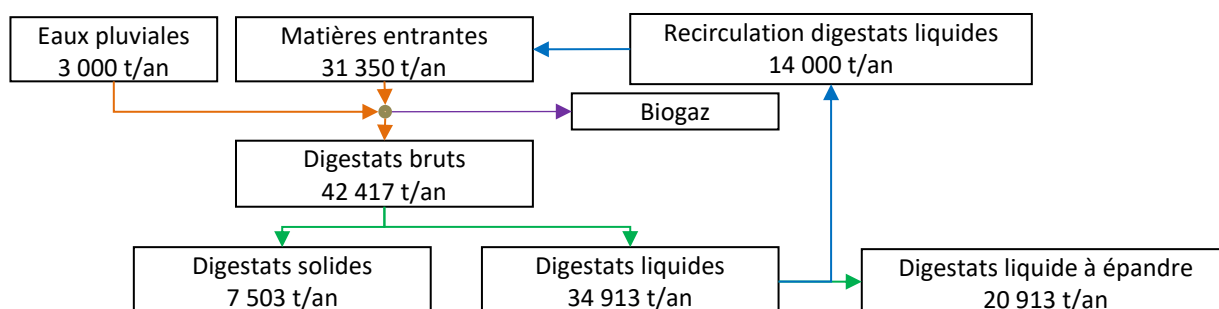 Eaux pluviales
3 000 t/an
Matières entrantes
31 350 t/an
Recirculation digestats liquides
14 000 t/an
Biogaz
Digestats bruts
42 417 t/an
Digestats solides
7 503 t/an
Digestats liquides
34 913 t/an
Digestats liquide à épandre
20 913 t/an